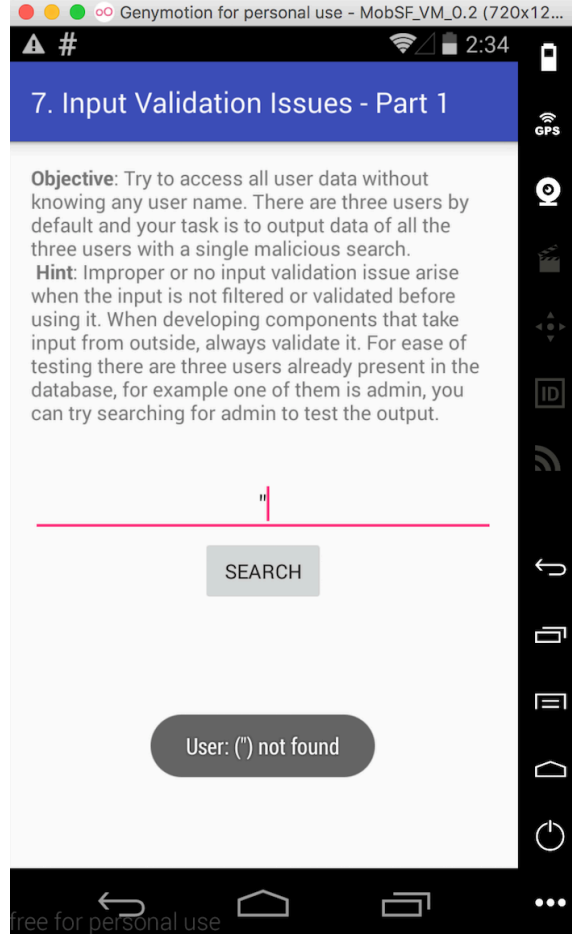 Genymotion for personal use - MobSF_VM_0.2 (720x12...
# 2:34
7. Input Validation Issues - Part 1
GPS
Objective: Try to access all user data without
knowing any user name. There are three users by
default and your task is to output data of all the
three users with a single malicious search.
Hint: Improper or no input validation issue arise
when the input is not filtered or validated before
using it. When developing components that take
input from outside, always validate it. For ease of
testing there are three users already present in the
database, for example one of them is admin, you
can try searching for admin to test the output.
ID
"
SEARCH
User: (") not found
free for personal use